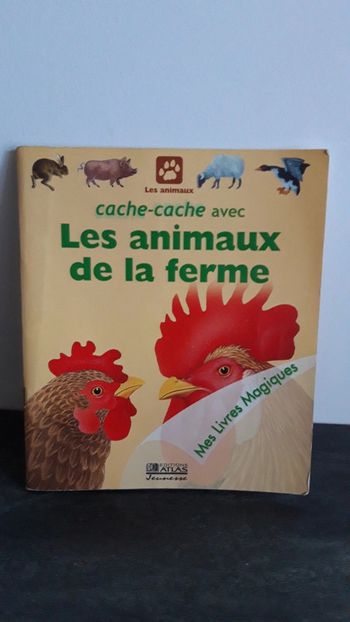 Les animaux
cache-cache avec
Les animaux
de la ferme
Mes Livres Magiques
EDITIONS
ATLAS
Jeunesse